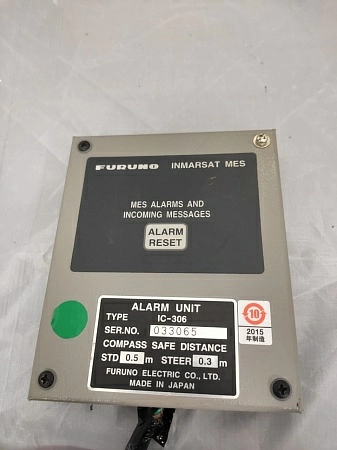 FURUNO INMARSAT MES
MES ALARMS AND
INCOMING MESSAGES
ALARM
RESET
ALARM UNIT
TYPE IC-306
SER.NO. 033065
COMPASS SAFE DISTANCE
STD 0.5 m STEER 0.3 m
FURUNO ELECTRIC CO., LTD.
MADE IN JAPAN
10
2015
年制造